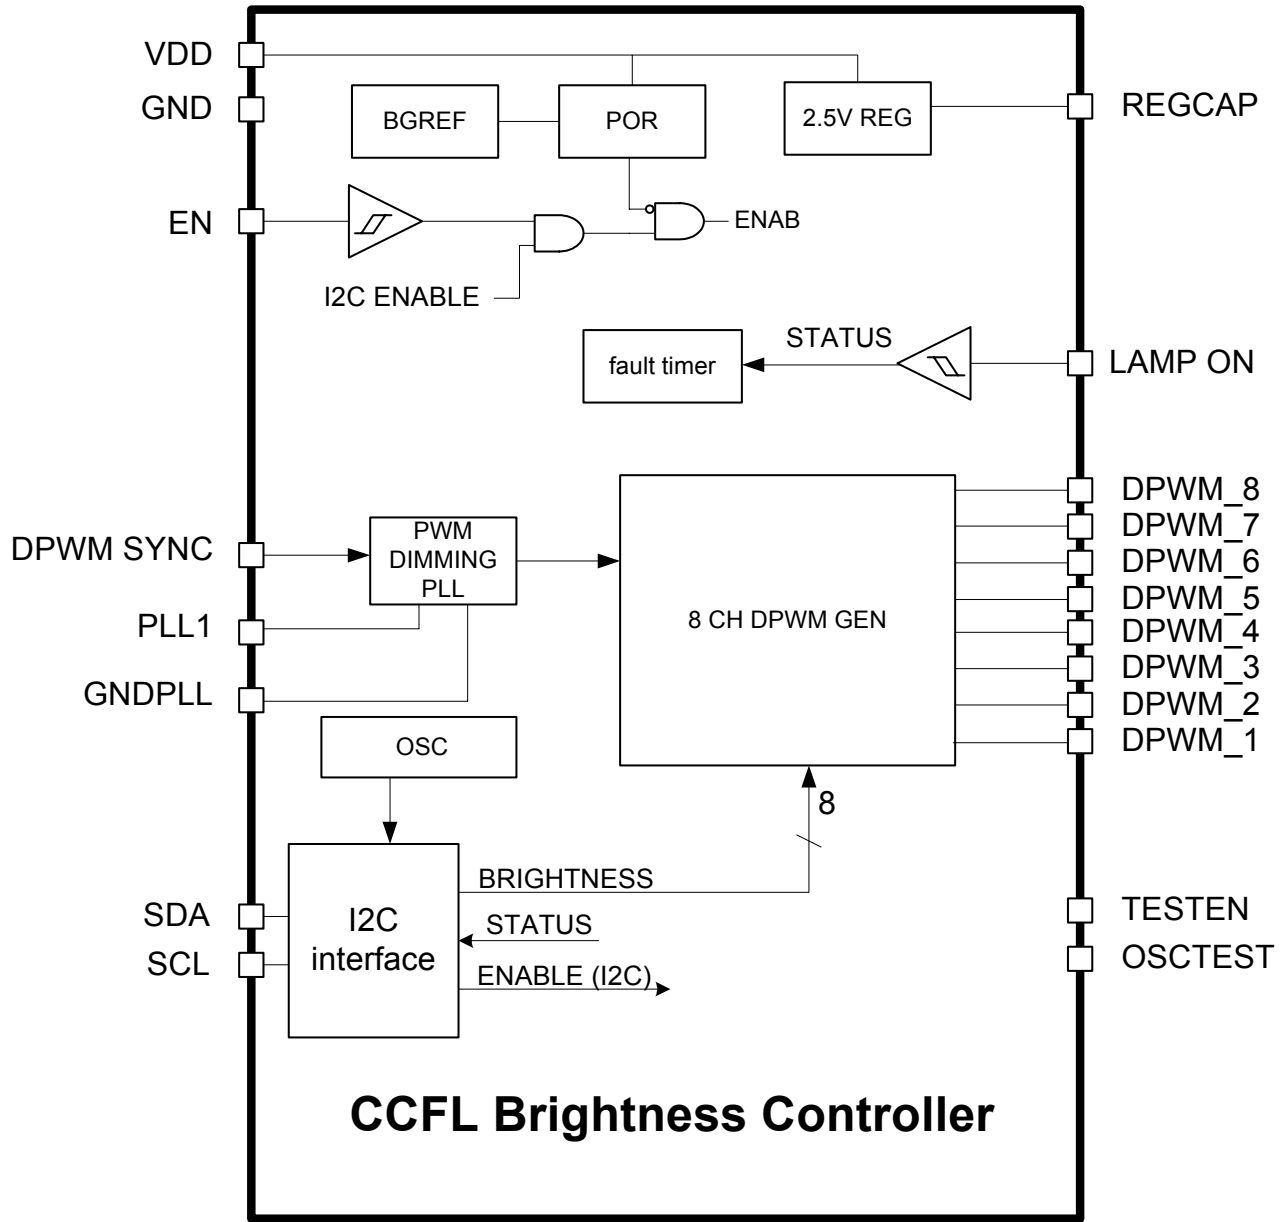 VDD
GND
BGREF
POR
2.5V REG
REGCAP
EN
ENAB
I2C ENABLE
STATUS
fault timer
LAMP ON
DPWM_8
DPWM_7
DPWM_6
DPWM_5
DPWM_4
DPWM_3
DPWM_2
DPWM_1
DPWM SYNC
PWM
DIMMING
PLL
8 CH DPWM GEN
PLL1
GNDPLL
OSC
8
BRIGHTNESS
SDA
SCL
I2C
interface
STATUS
ENABLE (I2C)
TESTEN
OSCTEST
CCFL Brightness Controller